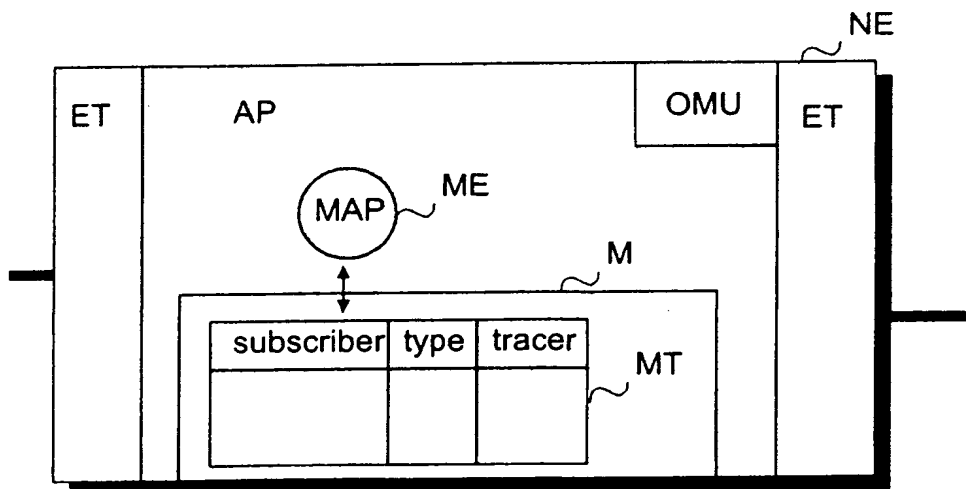 NE
ET AP OMU ET
MAP ME
M
subscriber type tracer
MT